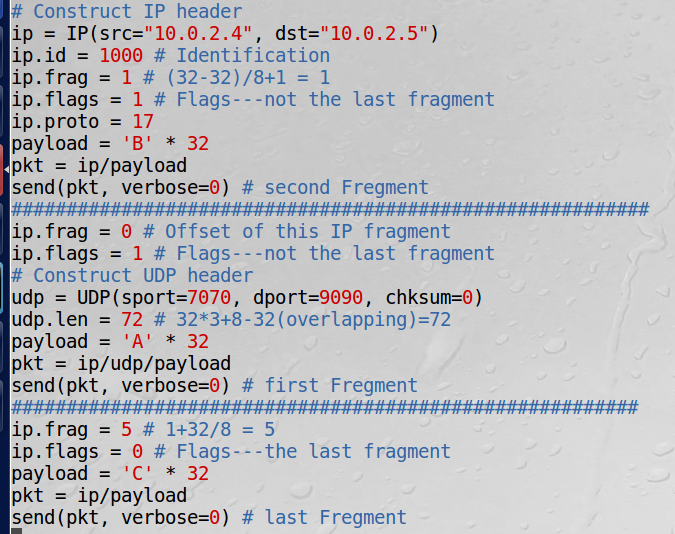 # Construct IP header
ip = IP(src="10.0.2.4", dst="10.0.2.5")
ip.id = 1000 # Identification
ip.frag = 1 # (32-32)/8+1 = 1
ip.flags = 1 # Flags---not the last fragment
ip.proto = 17
payload = 'B' * 32
pkt = ip/payload
send(pkt, verbose=0) # second Fregment
##########################################################
ip.frag = 0 # Offset of this IP fragment
ip.flags = 1 # Flags---not the last fragment
# Construct UDP header
udp = UDP(sport=7070, dport=9090, chksum=0)
udp.len = 72 # 32*3+8-32(overlapping)=72
payload = 'A' * 32
pkt = ip/udp/payload
send(pkt, verbose=0) # first Fregment
#########################################################
ip.frag = 5 # 1+32/8 = 5
ip.flags = 0 # Flags---the last fragment
payload = 'C' * 32
pkt = ip/payload
send(pkt, verbose=0) # last Fregment